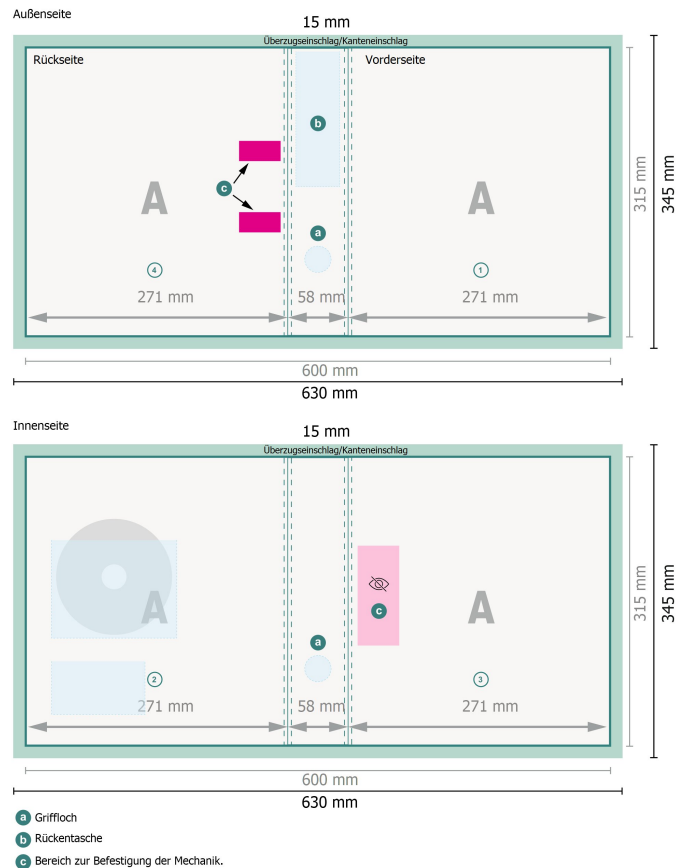 Außenseite
15 mm
Überzugseinschlag/Kanteneinschlag
Rückseite
Vorderseite
b
c
A
A
a
4
1
271 mm
58 mm
271 mm
315 mm
345 mm
600 mm
630 mm
Innenseite
15 mm
Überzugseinschlag/Kanteneinschlag
A
c
A
a
2
3
271 mm
58 mm
271 mm
315 mm
345 mm
600 mm
630 mm
a Griffloch
b Rückentasche
c Bereich zur Befestigung der Mechanik.